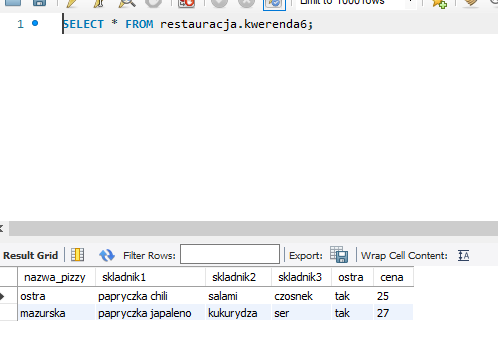 Limit to 1000 rows
1 SELECT * FROM restauracja.kwerenda6;
Result Grid Filter Rows: Export: Wrap Cell Content: IA
nazwa_pizzy skladnik1 skladnik2 skladnik3 ostra cena
ostra papryczka chili salami czosnek tak 25
mazurska papryczka japaleno kukurydza ser tak 27